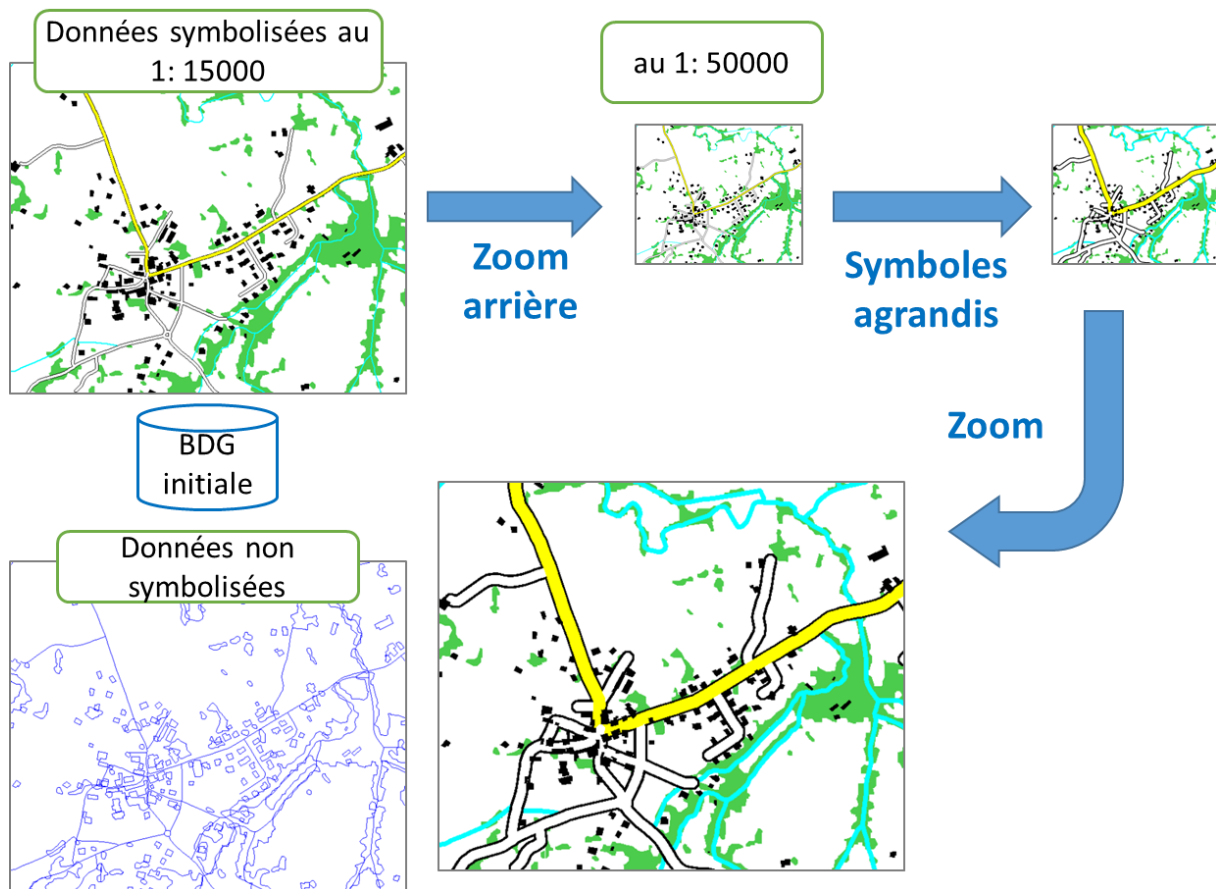 Données symbolisées au
1: 15000
au 1: 50000
Zoom
arrière
Symboles
agrandis
Zoom
BDG
initiale
Données non
symbolisées